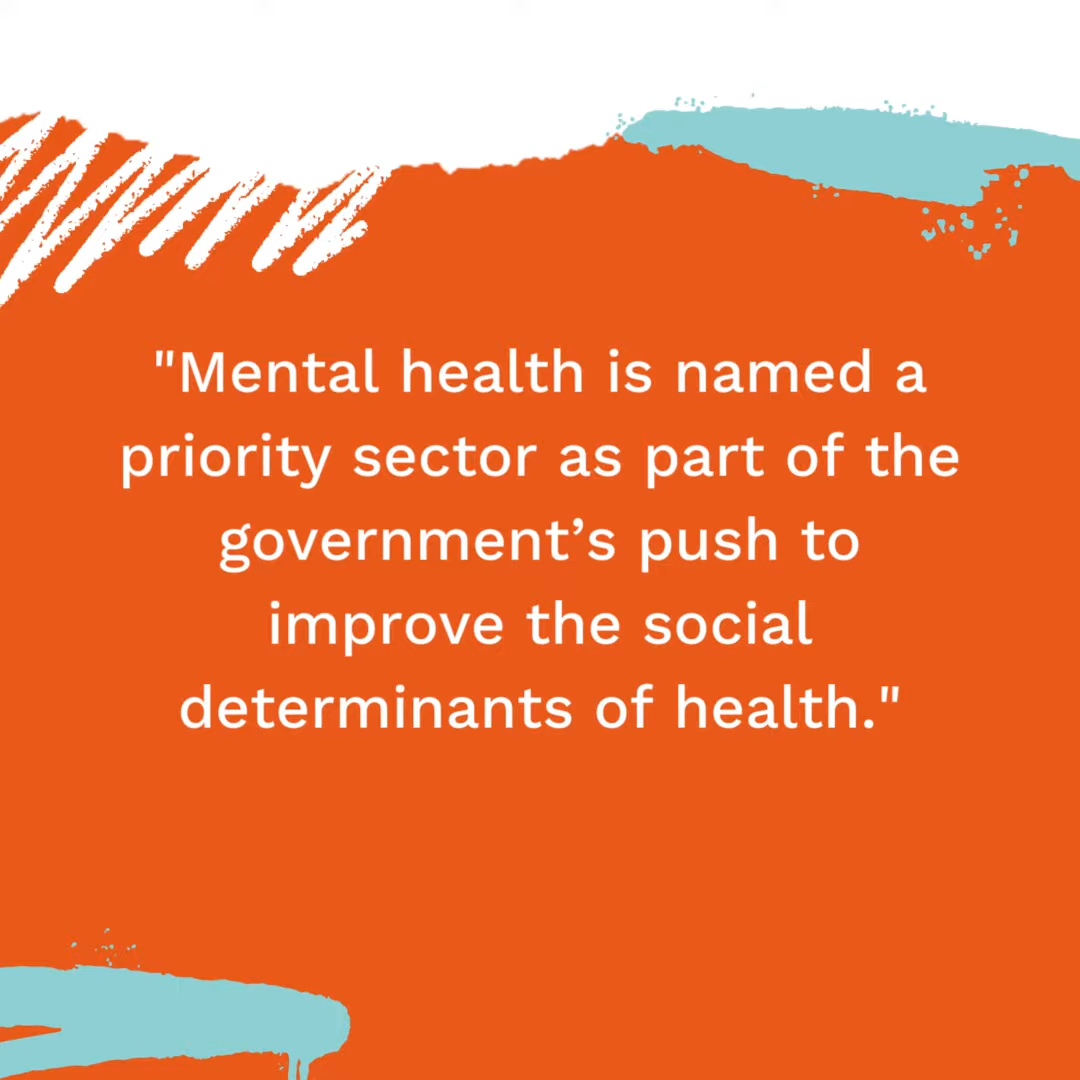 "Mental health is named a
priority sector as part of the
government’s push to
improve the social
determinants of health."